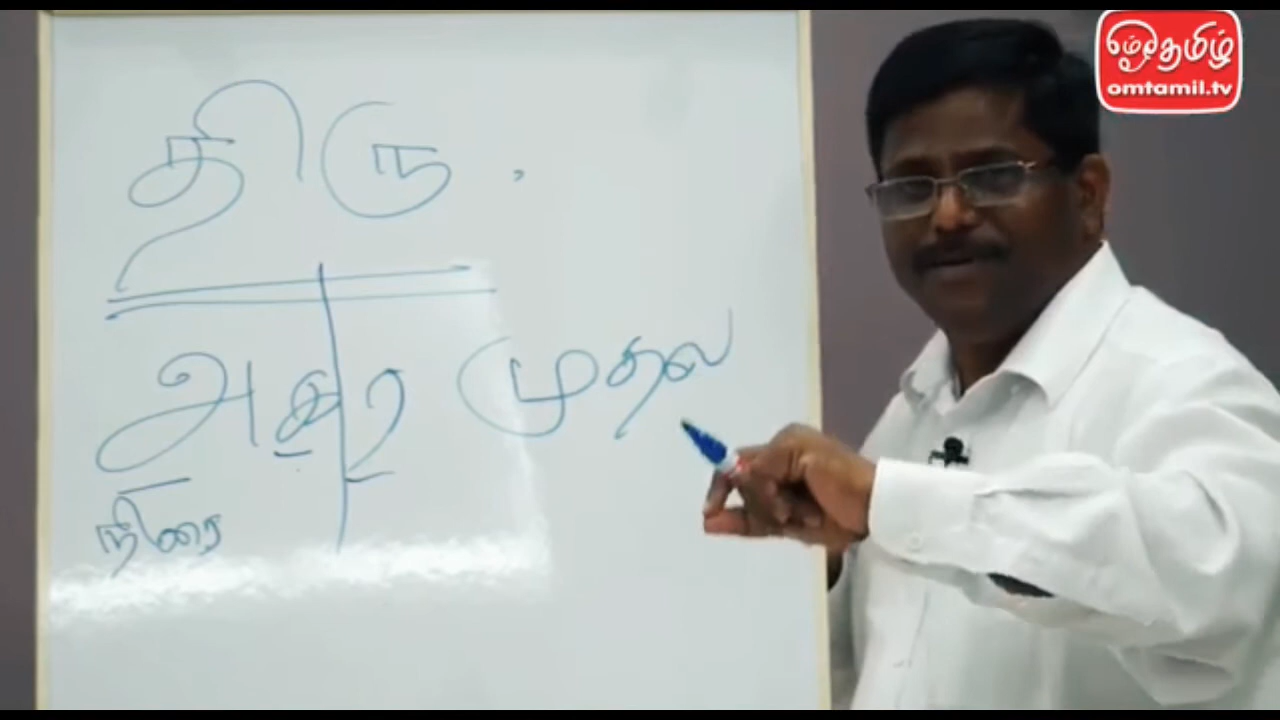 திரு ,
அகர முதல
நிரை
ஓம்தமிழ்
omtamil.tv